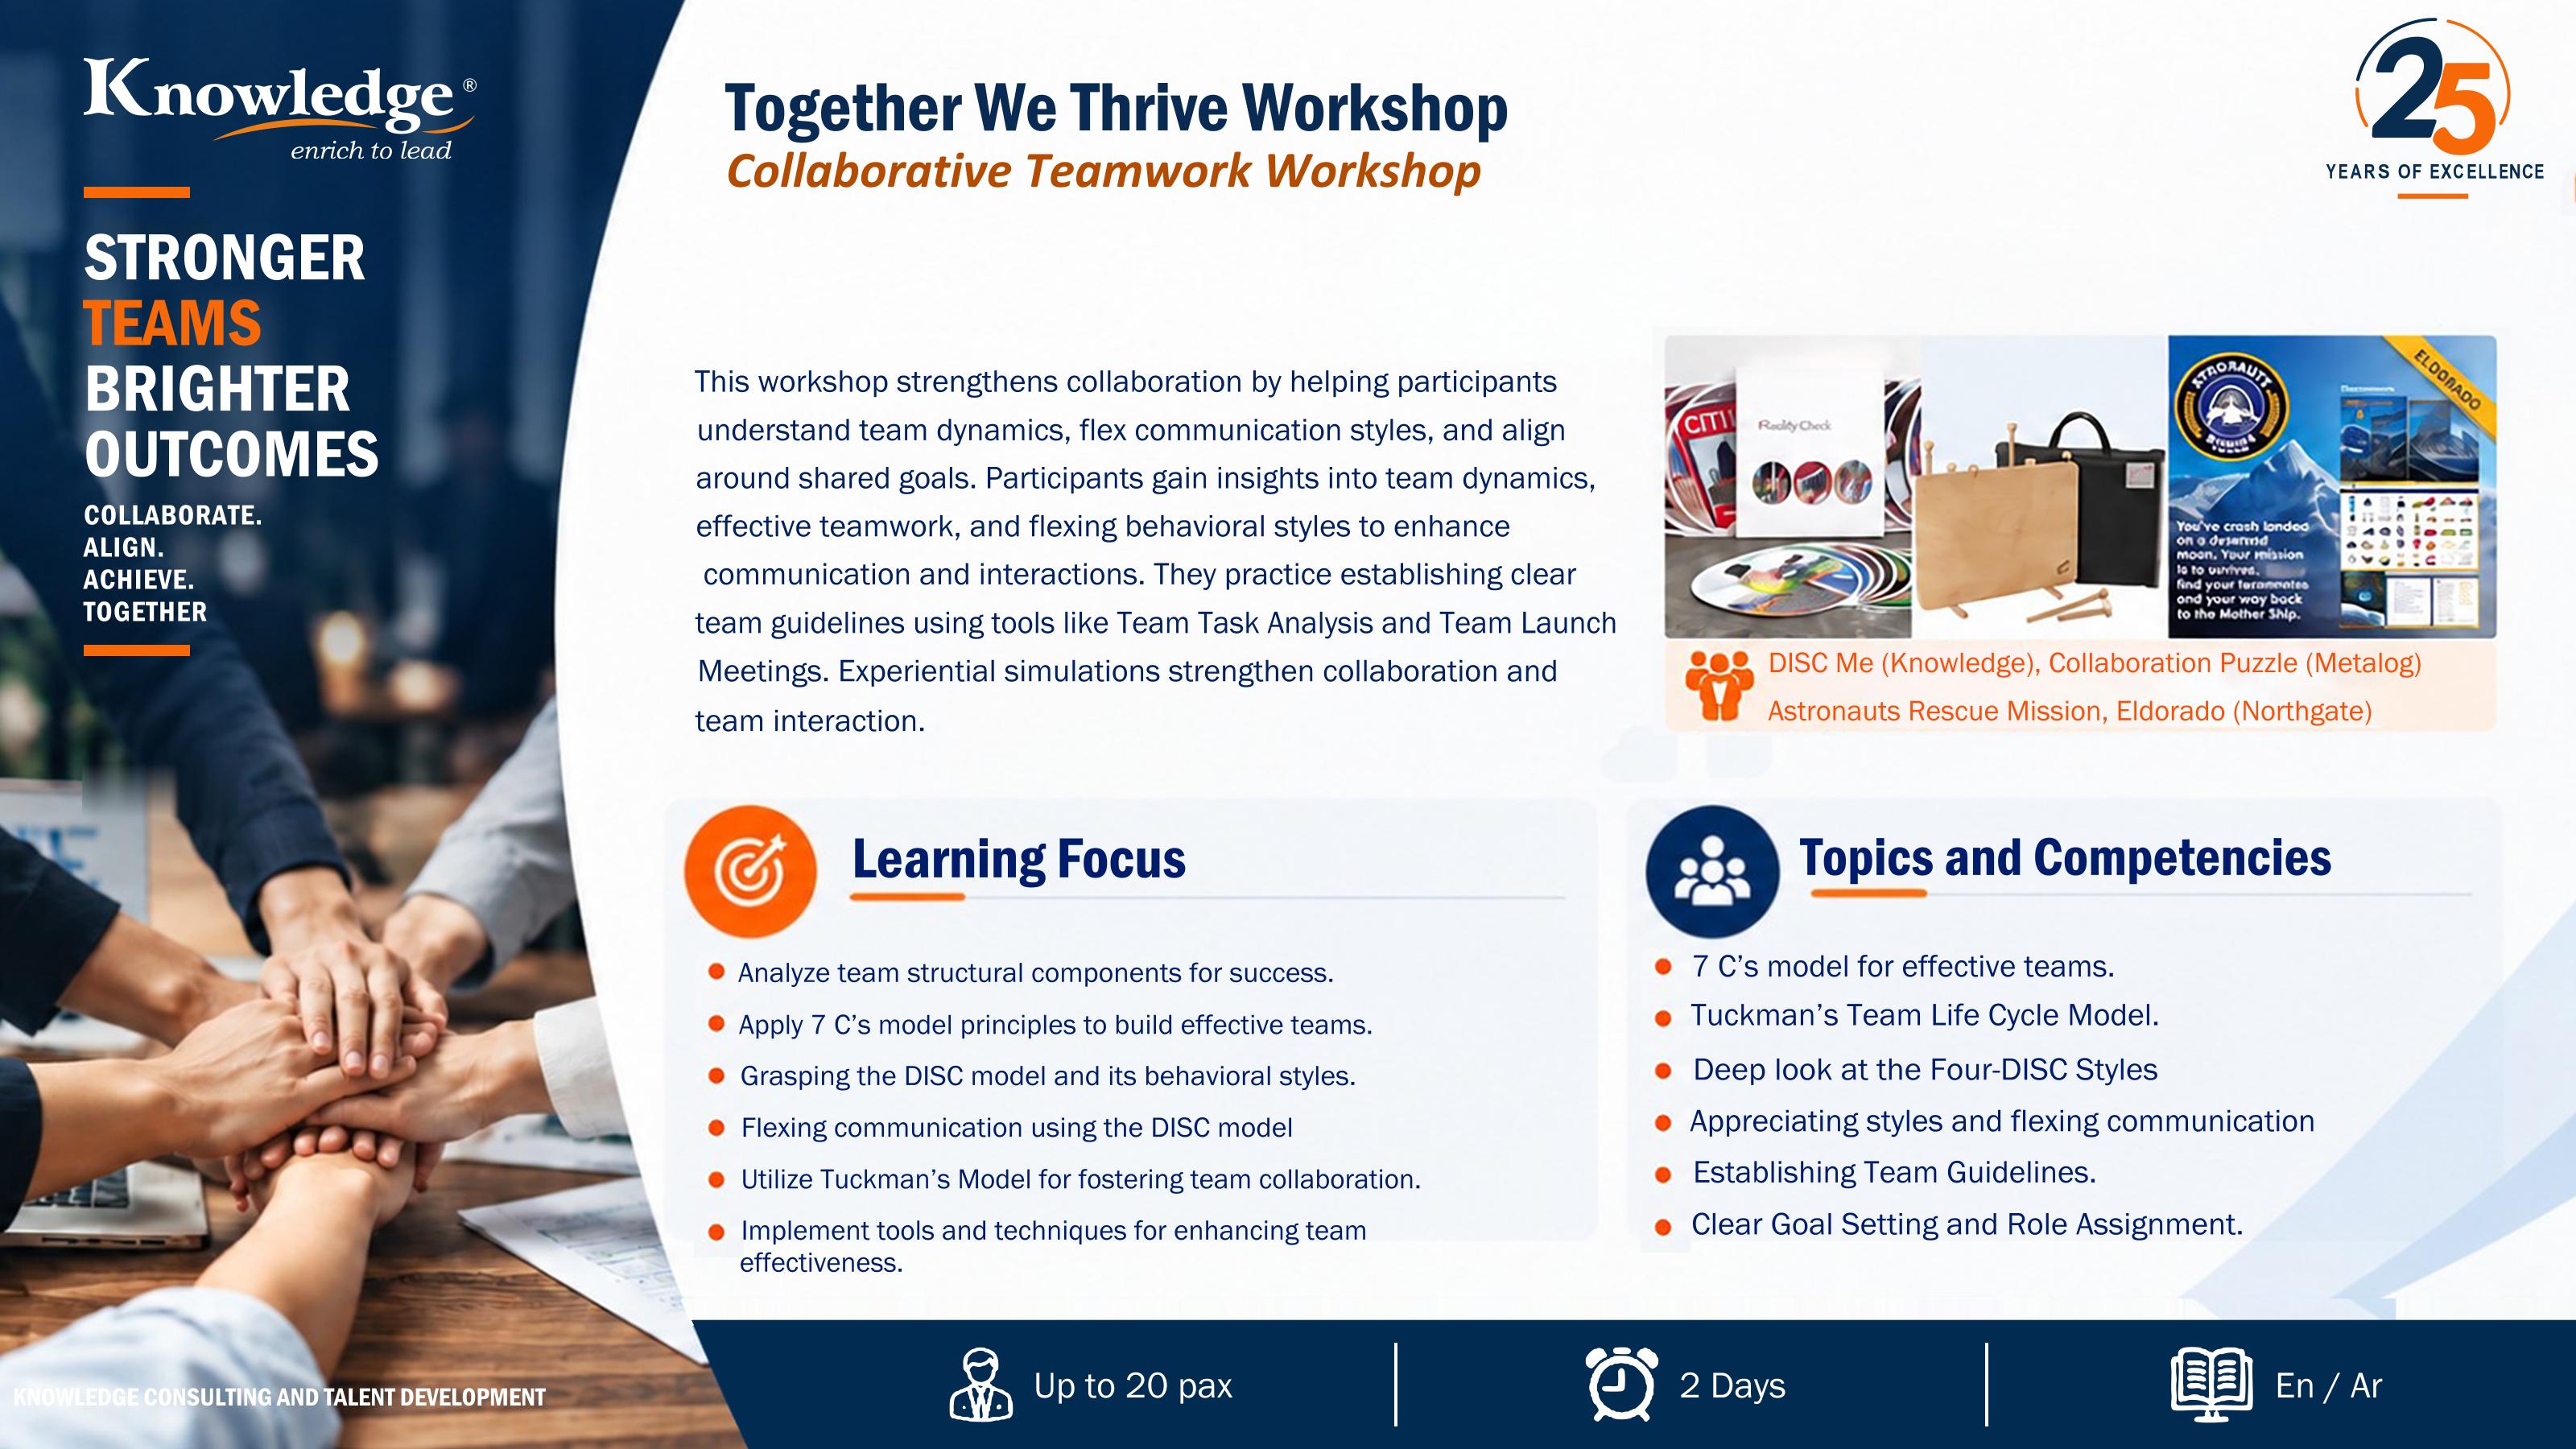 Knowledge®
enrich to lead
STRONGER
TEAMS
BRIGHTER
OUTCOMES
COLLABORATE.
ALIGN.
ACHIEVE.
TOGETHER
KNOWLEDGE CONSULTING AND TALENT DEVELOPMENT
Together We Thrive Workshop
Collaborative Teamwork Workshop
25
YEARS OF EXCELLENCE
This workshop strengthens collaboration by helping participants
understand team dynamics, flex communication styles, and align
around shared goals. Participants gain insights into team dynamics,
effective teamwork, and flexing behavioral styles to enhance
communication and interactions. They practice establishing clear
team guidelines using tools like Team Task Analysis and Team Launch
Meetings. Experiential simulations strengthen collaboration and
team interaction.
CITI
Reality Check
ELDORADO
You've crash landed
on a
moon. Your mission
is to
find your
and your way back
to the Mother Ship.
DISC Me (Knowledge), Collaboration Puzzle (Metalog)
Astronauts Rescue Mission, Eldorado (Northgate)
Learning Focus
Analyze team structural components for success.
Apply 7 C's model principles to build effective teams.
Grasping the DISC model and its behavioral styles.
Flexing communication using the DISC model
Utilize Tuckman's Model for fostering team collaboration.
Implement tools and techniques for enhancing team
effectiveness.
Topics and Competencies
7 C's model for effective teams.
Tuckman's Team Life Cycle Model.
Deep look at the Four-DISC Styles
Appreciating styles and flexing communication
Establishing Team Guidelines.
Clear Goal Setting and Role Assignment.
Up to 20 pax
2 Days
En / Ar